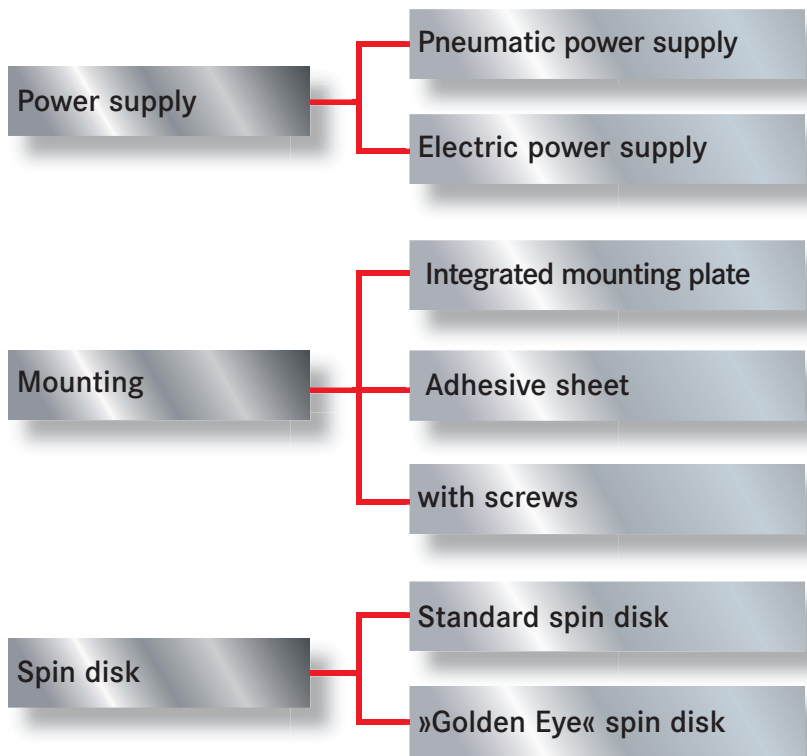 Power supply
Pneumatic power supply
Electric power supply
Mounting
Integrated mounting plate
Adhesive sheet
with screws
Spin disk
Standard spin disk
»Golden Eye« spin disk